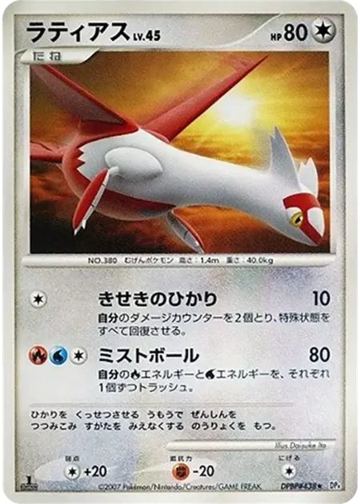 ラティアス LV.45 HP 80
たね
NO.380 むげんポケモン 高さ：1.4m 重さ：40.0kg
きせきのひかり 10
自分のダメージカウンターを2個とり、特殊状態を
すべて回復させる。
ミストボール 80
自分のエネルギーとエネルギーを、それぞれ
1個ずつトラッシュ。
ひかりを くっせつさせる うもうで ぜんしんを
つつみこみ すがたを みえなくする のうりょくを もつ。
Illus. Daisuke Ito
弱点 +20 抵抗力 -20 にげる
©2007 Pokémon/Nintendo/Creatures/GAME FREAK.
DPBP#438★ DP4